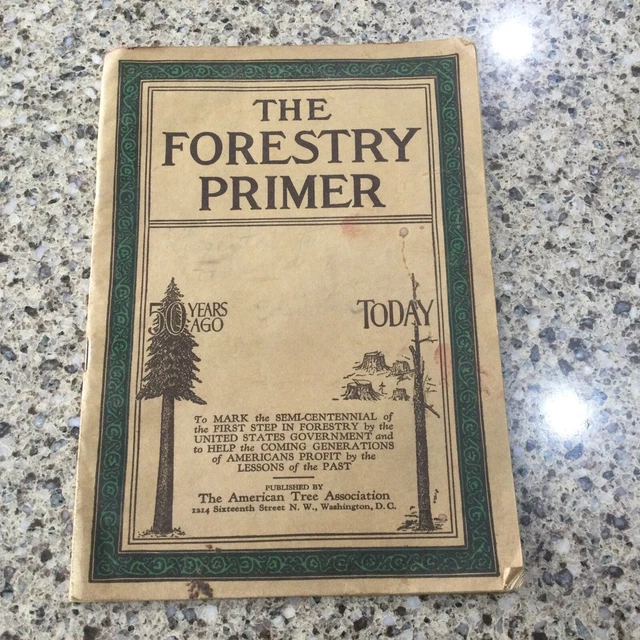 THE
FORESTRY
PRIMER
50 YEARS
AGO
TODAY
To MARK the SEMI-CENTENNIAL of
the FIRST STEP IN FORESTRY by the
UNITED STATES GOVERNMENT and
to HELP the COMING GENERATIONS
of AMERICANS PROFIT by the
LESSONS of the PAST
PUBLISHED BY
The American Tree Association
1214 Sixteenth Street N. W., Washington, D. C.